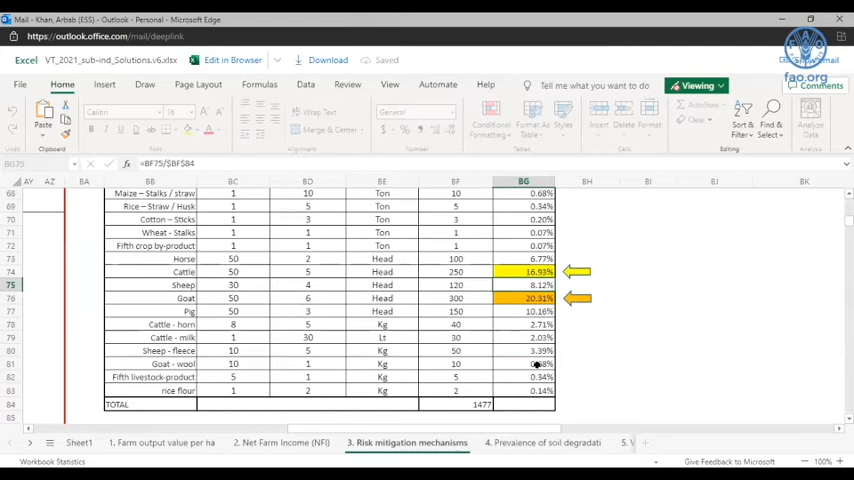 Mail - Khan, Arbab (ESS) - Outlook - Personal - Microsoft Edge
https://outlook.office.com/mail/deeplink
Excel VT_2021_sub-ind_Solutions.v6.xlsx Edit in Browser Download Saved
fao.org
File Home Insert Draw Page Layout Formulas Data Review View Automate Help Tell me what you want to do Viewing Comments
Paste Calibri 16 Wrap Text General Conditional Formatting Format As Table Styles Insert Delete Format AutoSum Sort & Filter Find & Select Analyze Data
B Merge & Center $ % Clear
Undo Clipboard Font Alignment Number Tables Cells Editing Analysis
BG75 fx =BF75/$BF$84
AY AZ BA BB BC BD BE BF BG BH BI BJ BK
68 Maize – Stalks / straw 1 10 Ton 10 0.68%
69 Rice – Straw / Husk 1 5 Ton 5 0.34%
70 Cotton – Sticks 1 3 Ton 3 0.20%
71 Wheat - Stalks 1 1 Ton 1 0.07%
72 Fifth crop by-product 1 1 Ton 1 0.07%
73 Horse 50 2 Head 100 6.77%
74 Cattle 50 5 Head 250 16.93%
75 Sheep 30 4 Head 120 8.12%
76 Goat 50 6 Head 300 20.31%
77 Pig 50 3 Head 150 10.16%
78 Cattle - horn 8 5 Kg 40 2.71%
79 Cattle - milk 1 30 Lt 30 2.03%
80 Sheep - fleece 10 5 Kg 50 3.39%
81 Goat - wool 10 1 Kg 10 0.68%
82 Fifth livestock-product 5 1 Kg 5 0.34%
83 rice flour 1 2 Kg 2 0.14%
84 TOTAL 1477
85
Sheet1 1. Farm output value per ha 2. Net Farm Income (NFI) 3. Risk mitigation mechanisms 4. Prevalence of soil degradati 5.
Workbook Statistics Give Feedback to Microsoft 100%